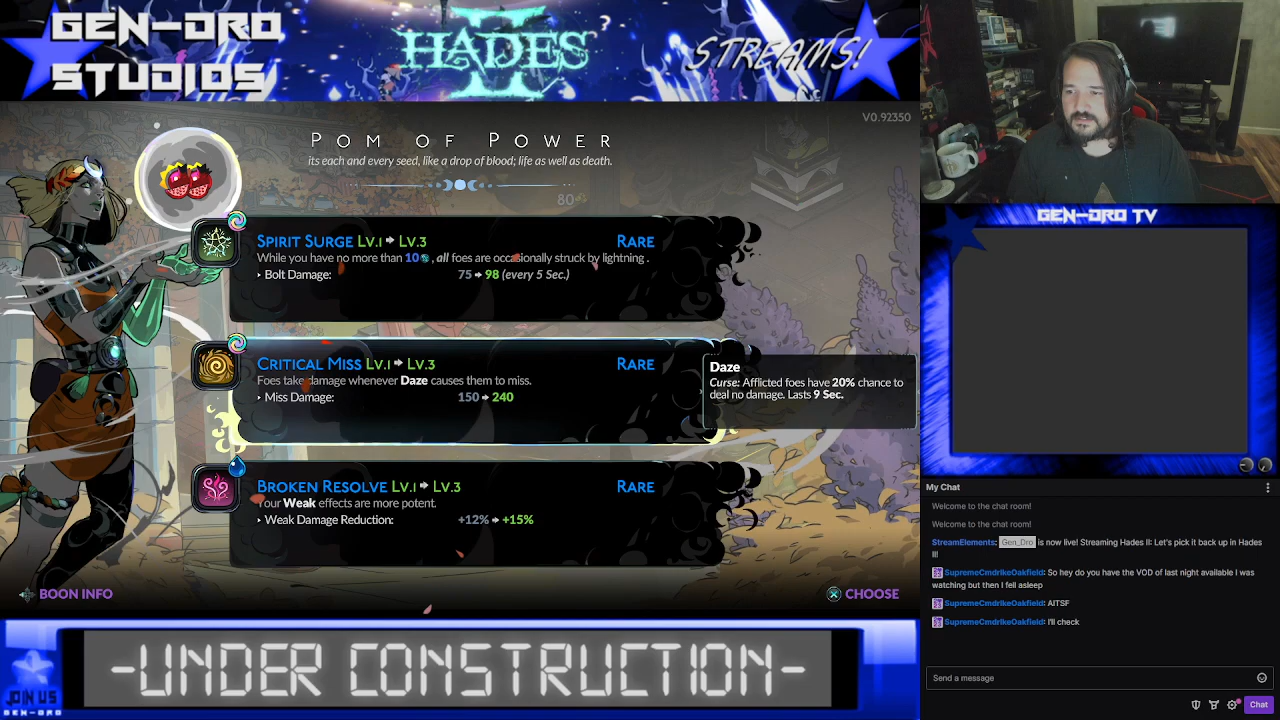 GEN-DRO
STUDIOS
HADES
II
STREAMS!
V0.92350
POM OF POWER
its each and every seed, like a drop of blood; life as well as death.
80
SPIRIT SURGE LV.1 LV.3
RARE
While you have no more than 10, all foes are occasionally struck by lightning .
Bolt Damage: 75 98 (every 5 Sec.)
CRITICAL MISS LV.1 LV.3
RARE
Foes take damage whenever Daze causes them to miss.
Miss Damage: 150 240
Daze
Curse: Afflicted foes have 20% chance to
deal no damage. Lasts 9 Sec.
BROKEN RESOLVE LV.1 LV.3
RARE
Your Weak effects are more potent.
Weak Damage Reduction: +12% +15%
BOON INFO
CHOOSE
-UNDER CONSTRUCTION-
JOIN US
GEN-DRO
GEN-DRO TV
My Chat
Welcome to the chat room!
Welcome to the chat room!
StreamElements: Gen_Dro is now live! Streaming Hades II: Let's pick it back up in Hades
II!
SupremeCmdrIkeOakfield: So hey do you have the VOD of last night available I was
watching but then I fell asleep
SupremeCmdrIkeOakfield: AITSF
SupremeCmdrIkeOakfield: I'll check
Send a message
Chat